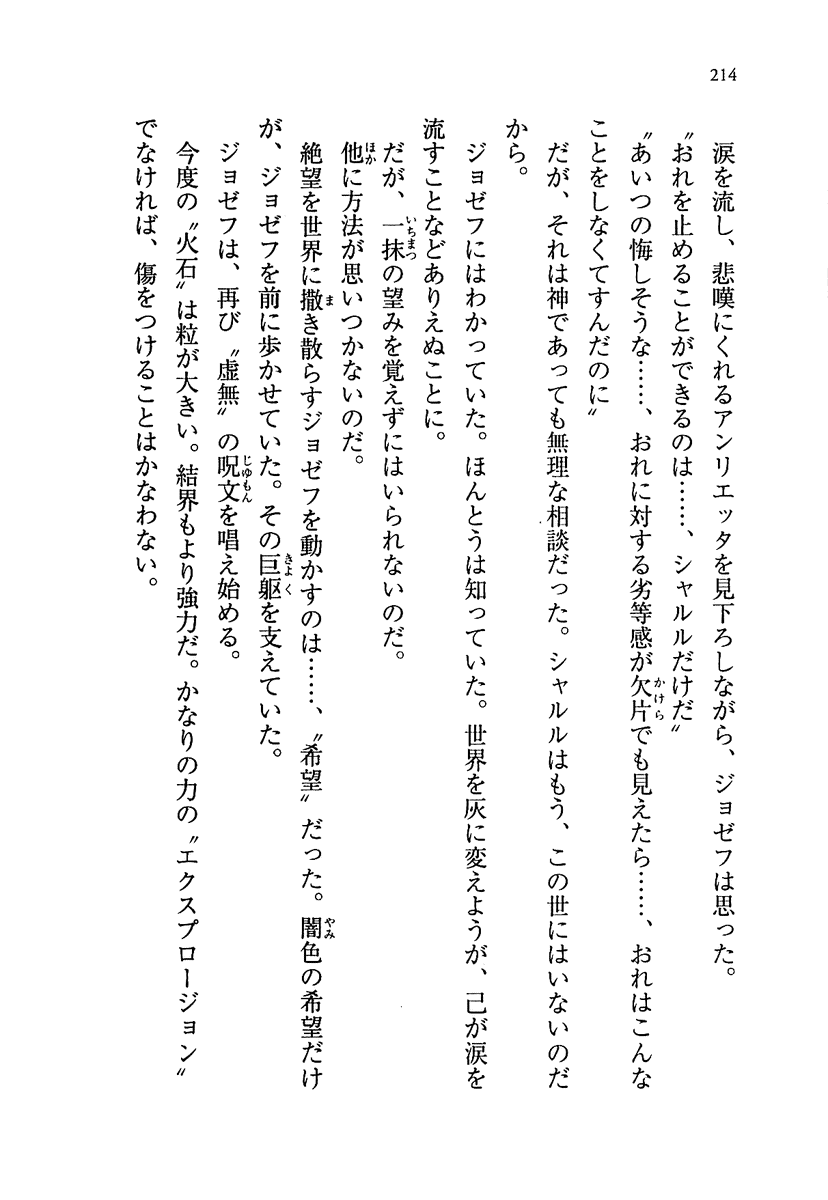 214
涙を流し、悲嘆にくれるアンリエッタを見下ろしながら、ジョゼフは思った。
〝おれを止めることができるのは……、シャルルだけだ〟
〝あいつの悔しそうな……、おれに対する劣等感が欠片でも見えたら……、おれはこんな
ことをしなくてすんだのに〟
だが、それは神であっても無理な相談だった。シャルルはもう、この世にはいないのだ
から。
ジョゼフにはわかっていた。ほんとうは知っていた。世界を灰に変えようが、己が涙を
流すことなどありえぬことに。
だが、一抹の望みを覚えずにはいられないのだ。
他に方法が思いつかないのだ。
絶望を世界に撒き散らすジョゼフを動かすのは……、〝希望〟だった。闇色の希望だけ
が、ジョゼフを前に歩かせていた。その巨躯を支えていた。
ジョゼフは、再び〝虚無〟の呪文を唱え始める。
今度の〝火石〟は粒が大きい。結界もより強力だ。かなりの力の〝エクスプロージョン〟
でなければ、傷をつけることはかなわない。